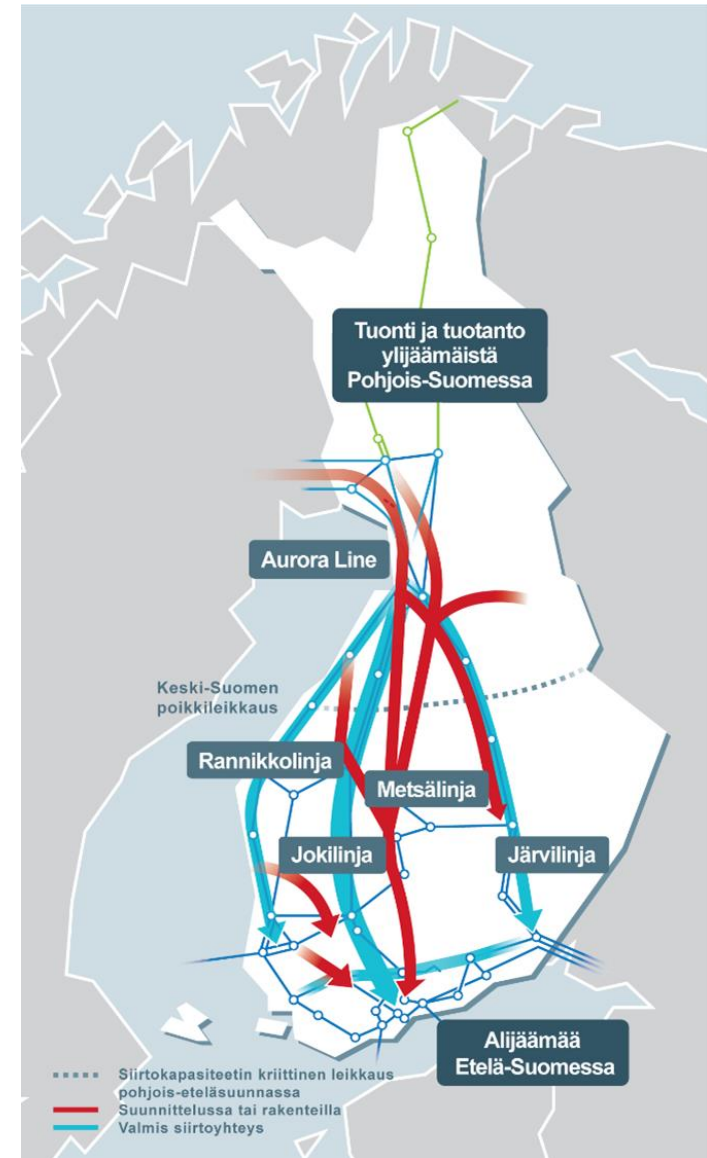 Tuonti ja tuotanto
ylijäämäistä
Pohjois-Suomessa
Aurora Line
Keski-Suomen
poikkileikkaus
Rannikkolinja
Metsälinja
Jokilinja
Järvilinja
Alijäämää
Etelä-Suomessa
Siirtokapasiteetin kriittinen leikkaus
pohjois-eteläsuunnassa
Suunnittelussa tai rakenteilla
Valmis siirtoyhteys